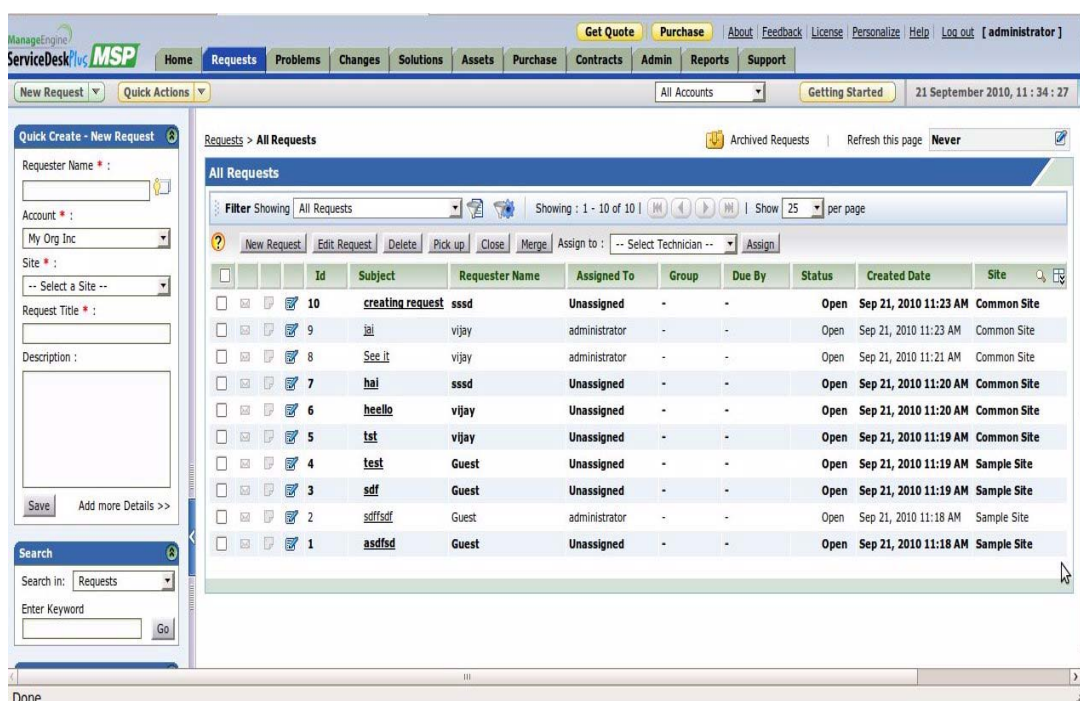 ManageEngine
ServiceDesk Plus MSP
Get Quote Purchase About Feedback License Personalize Help Log out [ administrator ]
Home Requests Problems Changes Solutions Assets Purchase Contracts Admin Reports Support
New Request Quick Actions All Accounts Getting Started 21 September 2010, 11 : 34 : 27
Quick Create - New Request
Requester Name * :
Account * :
My Org Inc
Site * :
-- Select a Site --
Request Title * :
Description :
Save Add more Details >>
Search
Search in: Requests
Enter Keyword
Go
Requests > All Requests Archived Requests | Refresh this page Never
All Requests
Filter Showing All Requests Showing : 1 - 10 of 10 | | Show 25 per page
New Request Edit Request Delete Pick up Close Merge Assign to : -- Select Technician -- Assign
Id Subject Requester Name Assigned To Group Due By Status Created Date Site
10 creating request sssd Unassigned - - Open Sep 21, 2010 11:23 AM Common Site
9 jai vijay administrator - - Open Sep 21, 2010 11:23 AM Common Site
8 See it vijay administrator - - Open Sep 21, 2010 11:21 AM Common Site
7 hai sssd Unassigned - - Open Sep 21, 2010 11:20 AM Common Site
6 heello vijay Unassigned - - Open Sep 21, 2010 11:20 AM Common Site
5 tst vijay Unassigned - - Open Sep 21, 2010 11:19 AM Common Site
4 test Guest Unassigned - - Open Sep 21, 2010 11:19 AM Sample Site
3 sdf Guest Unassigned - - Open Sep 21, 2010 11:19 AM Sample Site
2 sdffsdf Guest administrator - - Open Sep 21, 2010 11:18 AM Sample Site
1 asdfsd Guest Unassigned - - Open Sep 21, 2010 11:18 AM Sample Site
Done